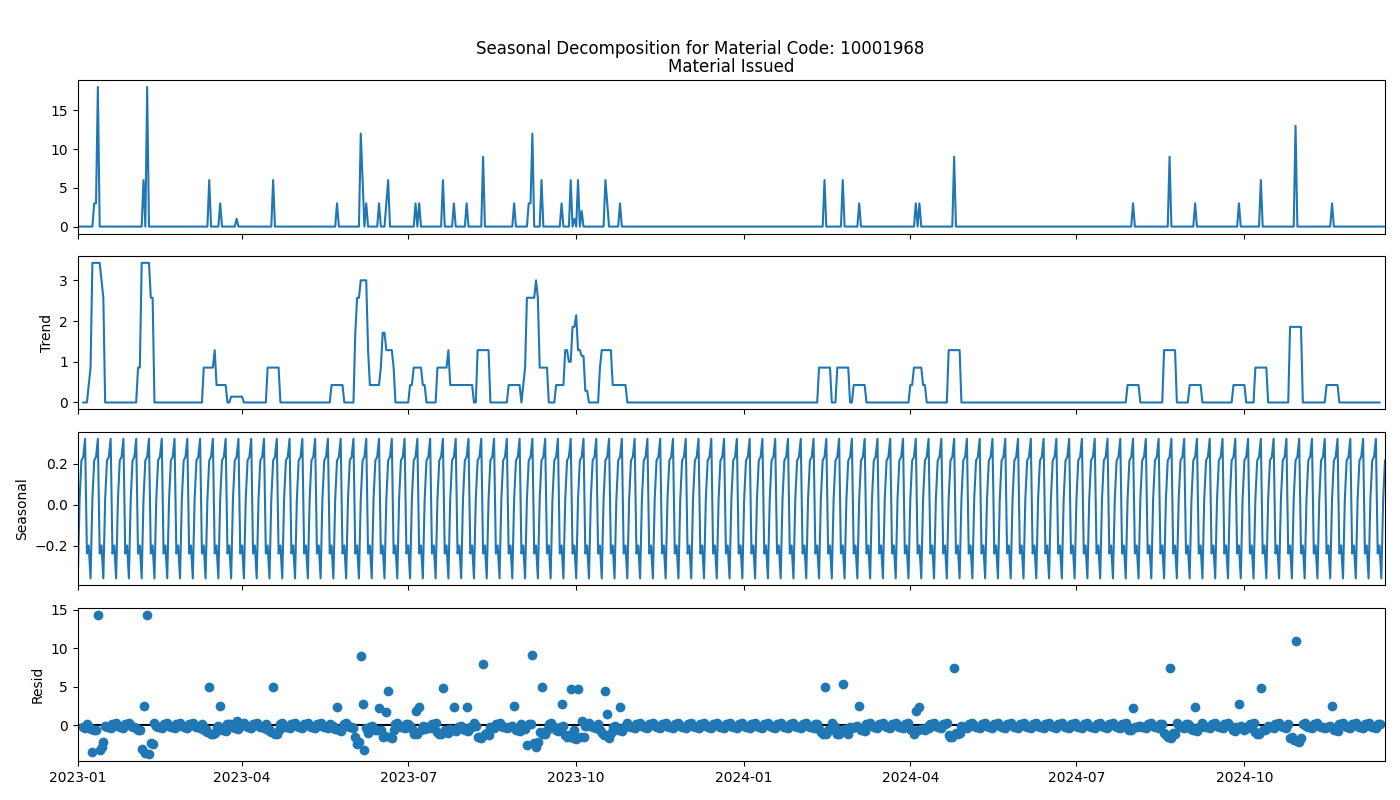 Seasonal Decomposition for Material Code: 10001968
Material Issued
15
10
5
0
Trend
3
2
1
0
Seasonal
0.2
0.0
−0.2
Resid
15
10
5
0
2023-01 2023-04 2023-07 2023-10 2024-01 2024-04 2024-07 2024-10